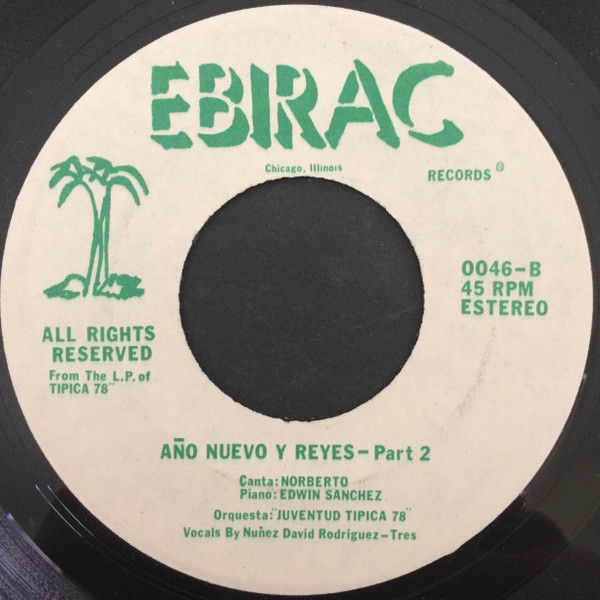 EBIRAC
Chicago, Illinois
RECORDS®
0046-B
45 RPM
ESTEREO
ALL RIGHTS
RESERVED
From The L.P. of
TIPICA 78"
AÑO NUEVO Y REYES - Part 2
Canta: NORBERTO
Piano: EDWIN SANCHEZ
Orquesta: "JUVENTUD TIPICA 78"
Vocals By Nuñez David Rodriguez-Tres